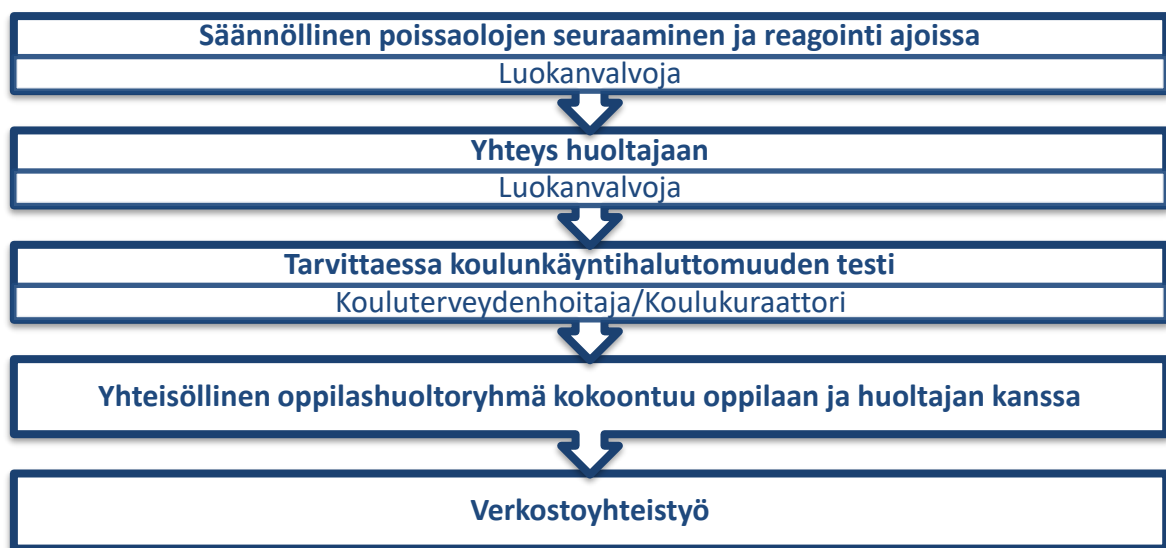 Säännöllinen poissaolojen seuraaminen ja reagointi ajoissa
Luokanvalvoja
Yhteys huoltajaan
Luokanvalvoja
Tarvittaessa koulunkäyntihaluttomuuden testi
Kouluterveydenhoitaja/Koulukuraattori
Yhteisöllinen oppilashuoltoryhmä kokoontuu oppilaan ja huoltajan kanssa
Verkostoyhteistyö